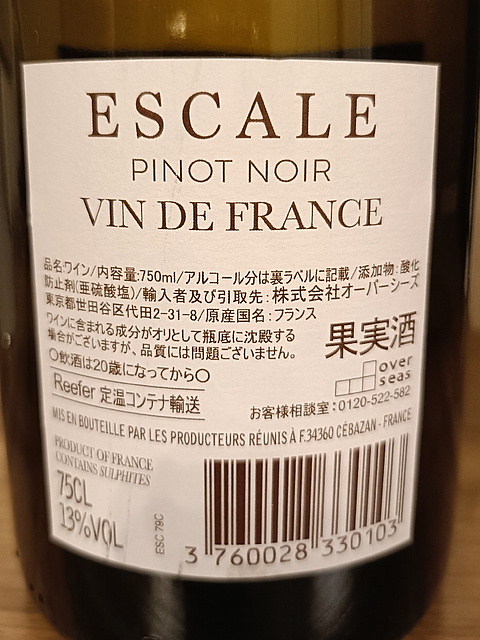 ESCALE
PINOT NOIR
VIN DE FRANCE
品名:ワイン/内容量:750ml/アルコール分は裏ラベルに記載/添加物:酸化
防止剤(亜硫酸塩)/輸入者及び引取先:株式会社オーバーシーズ
東京都世田谷区代田2-31-8/原産国名:フランス
ワインに含まれる成分がオリとして瓶底に沈殿する
場合がございますが、品質には問題ございません。
果実酒
〇飲酒は20歳になってから〇
over
seas
Reefer 定温コンテナ輸送
お客様相談室:0120-522-582
MIS EN BOUTEILLE PAR LES PRODUCTEURS RÉUNIS À F.34360 CÉBAZAN - FRANCE
PRODUCT OF FRANCE
CONTAINS SULPHITES
75CL
13%VOL
ESC 79C
3 760028 330103